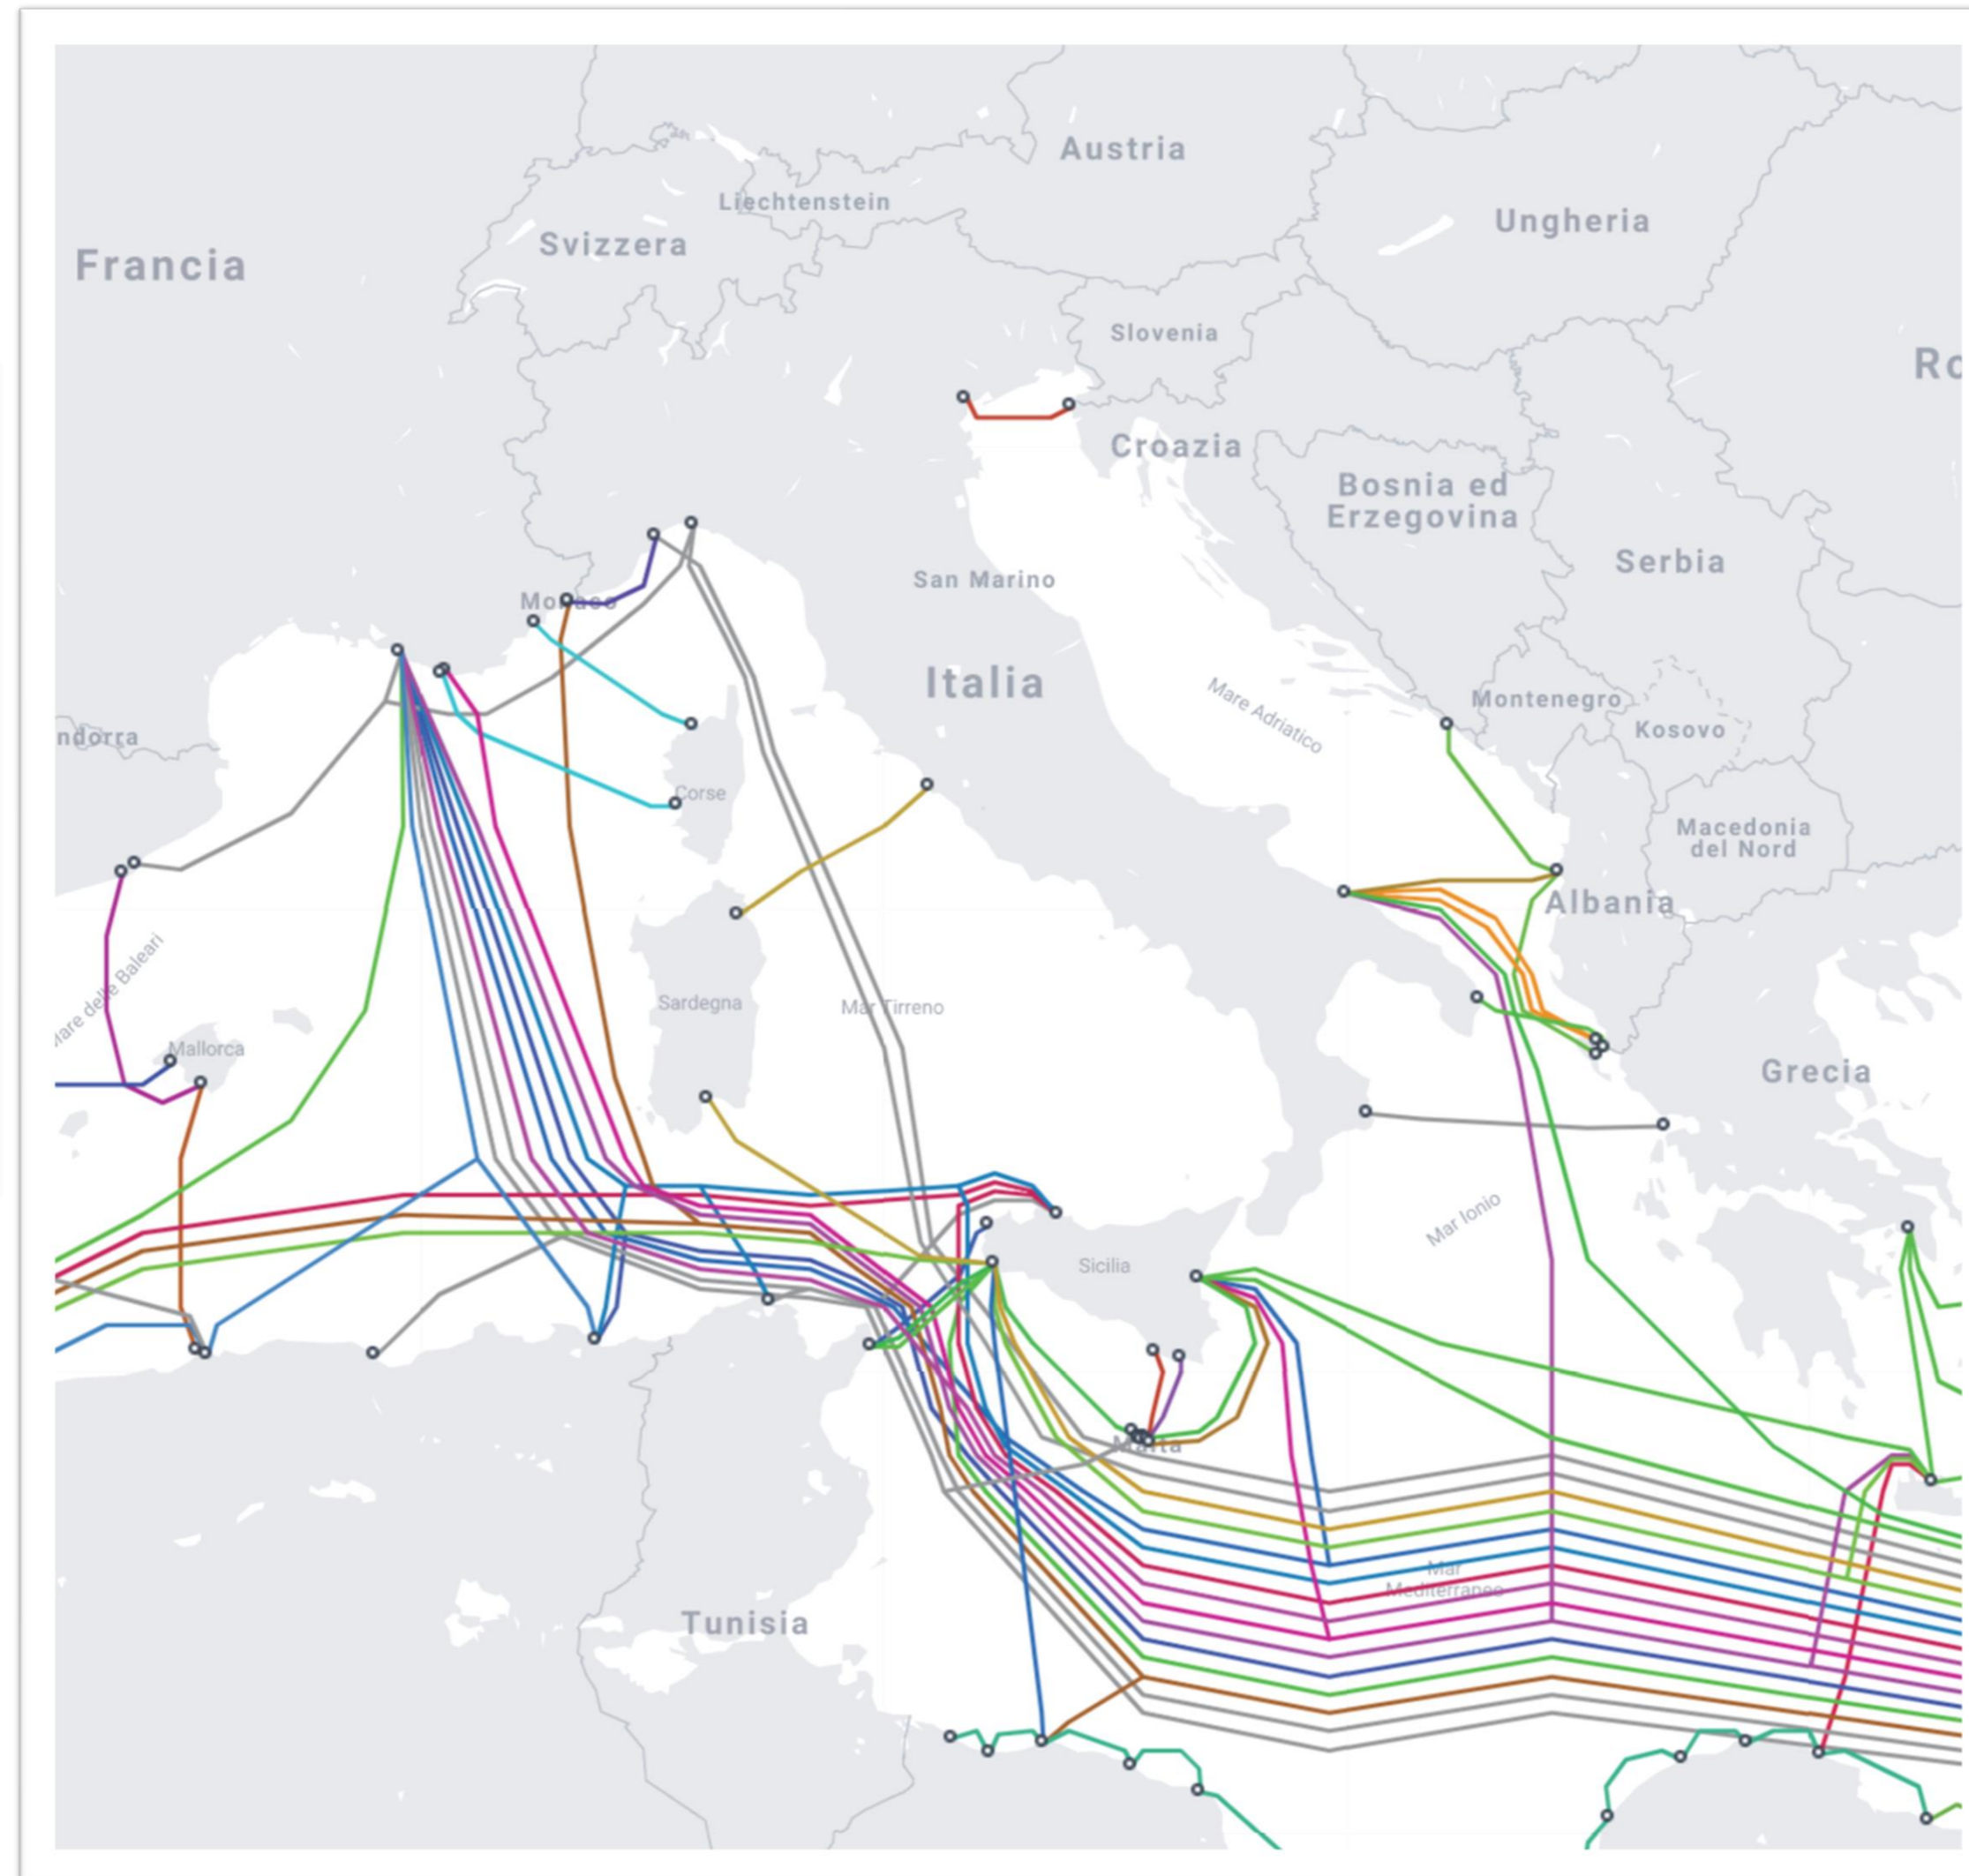 Austria
Liechtenstein
Svizzera
Ungheria
Francia
Slovenia
Ro
Croazia
Bosnia ed
Erzegovina
Serbia
San Marino
Monaco
Italia
Mare Adriatico
Montenegro
Kosovo
ndorra
Corse
Macedonia
del Nord
Albania
Mare delle Baleari
Sardegna
Mar Tirreno
Mallorca
Grecia
Mar Ionio
Sicilia
Malta
Mar
Mediterraneo
Tunisia